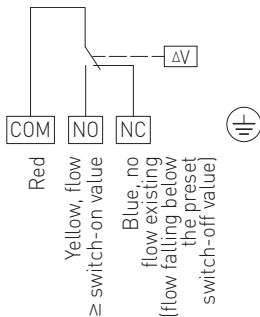 ΔV
COM
NO
NC
Red
Yellow, flow
≥ switch-on value
Blue, no
flow existing
(flow falling below
the preset
switch-off value)